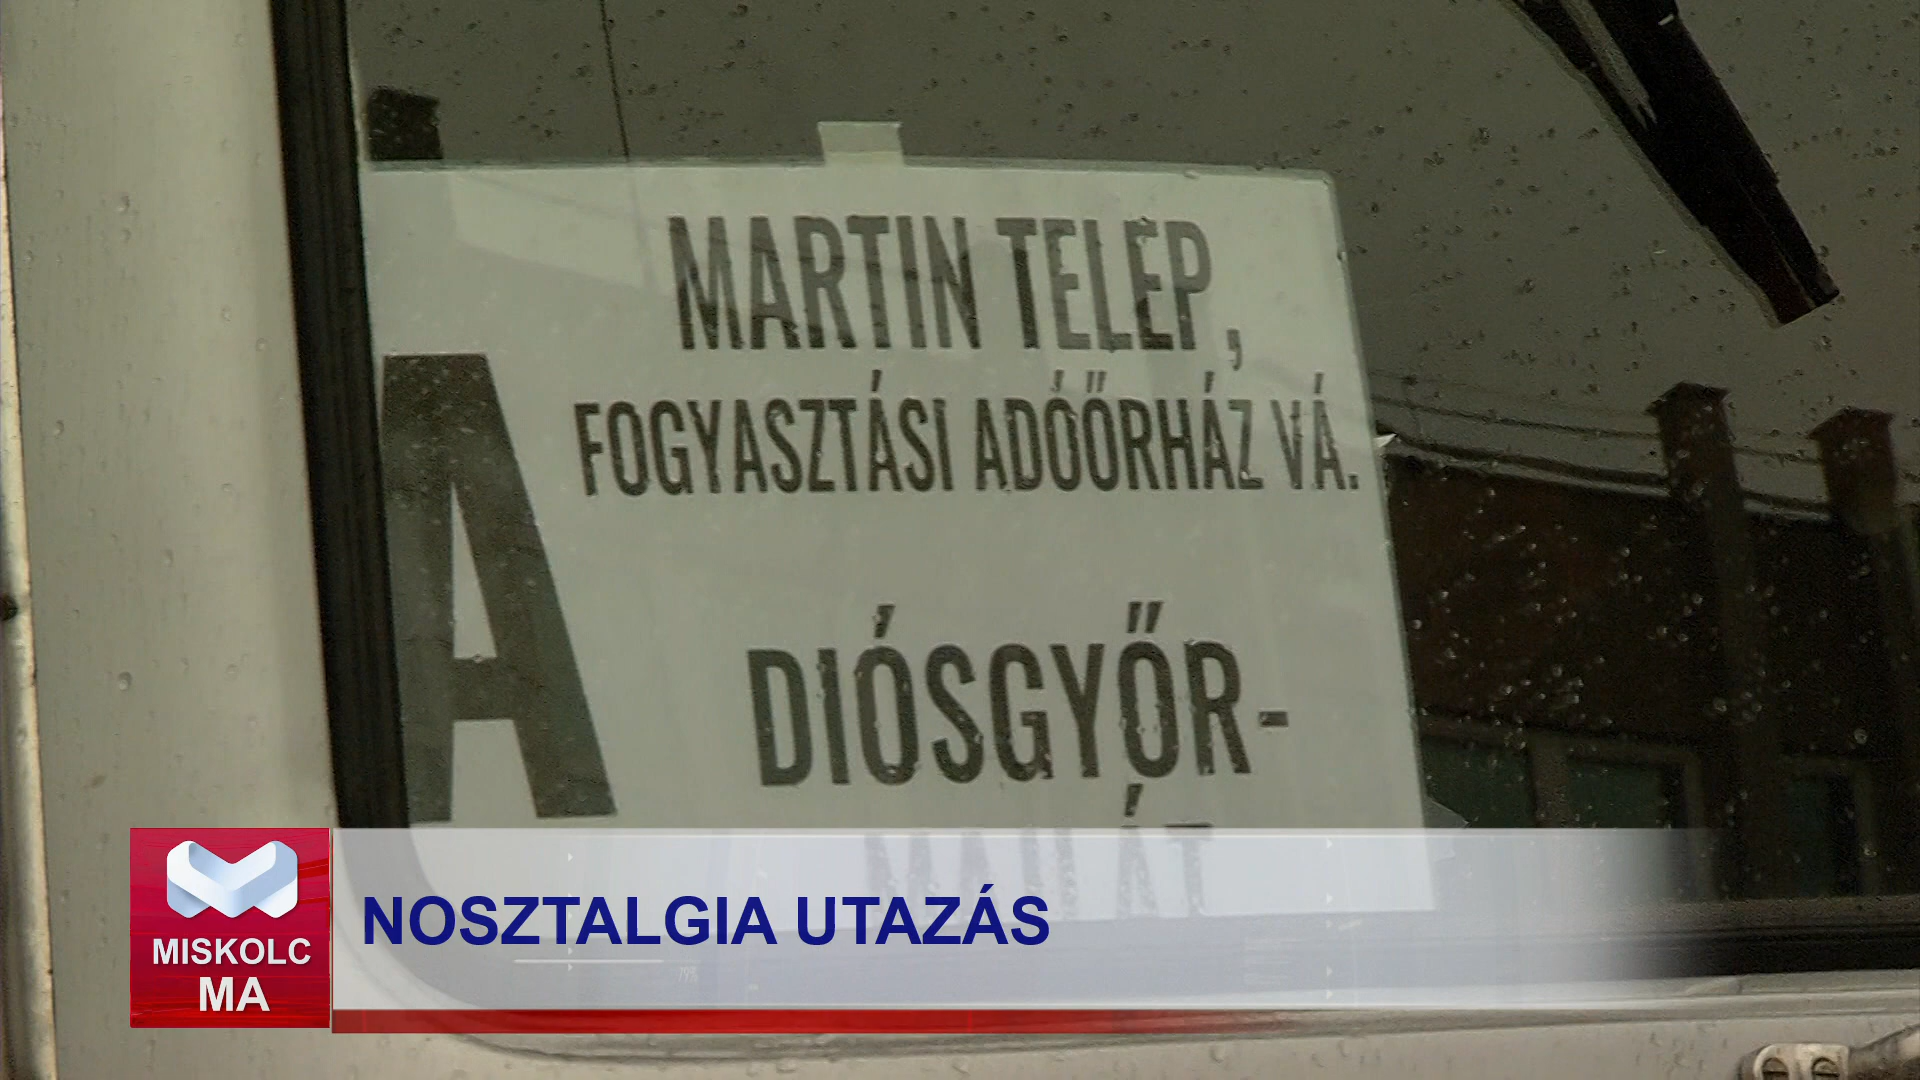 MARTIN TELEP,
FOGYASZTÁSI ADÓŐRHÁZ VÁ.
A
DIÓSGYŐR-
NOSZTALGIA UTAZÁS
MISKOLC
MA